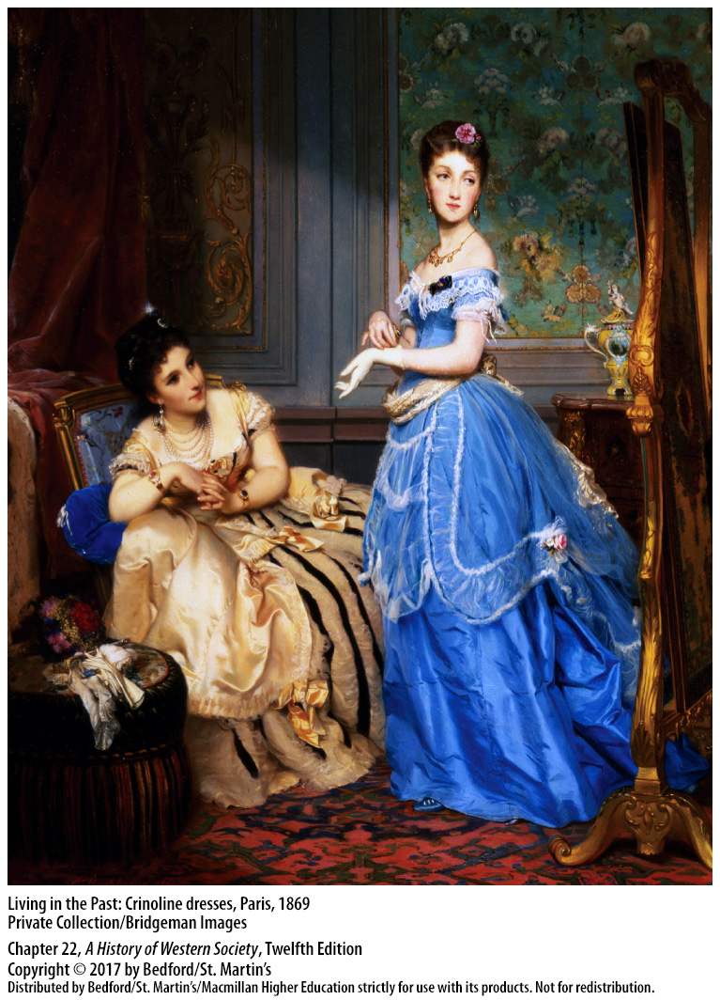 Living in the Past: Crinoline dresses, Paris, 1869
Private Collection/Bridgeman Images
Chapter 22, A History of Western Society, Twelfth Edition
Copyright © 2017 by Bedford/St. Martin's
Distributed by Bedford/St. Martin's/Macmillan Higher Education strictly for use with its products. Not for redistribution.